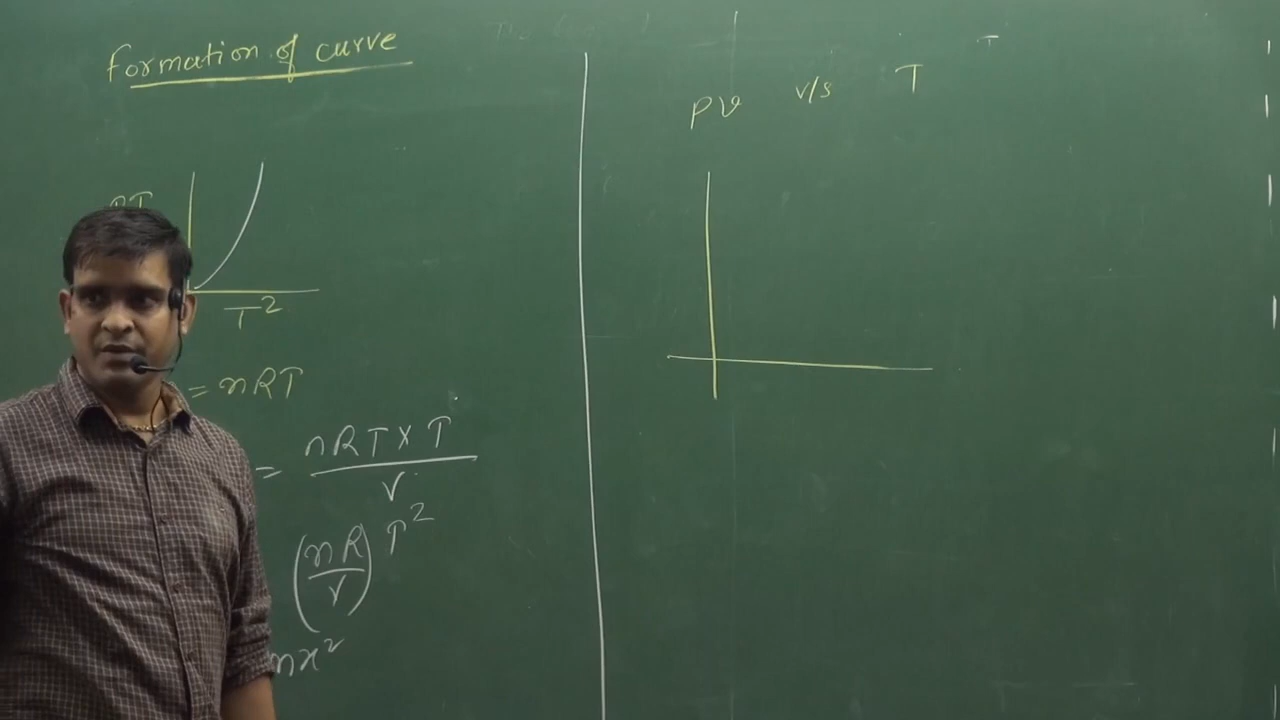 Formation of curve
T²
= nRT
= nRT x T
V
(nR/V) T²
mx²
PV v/s T